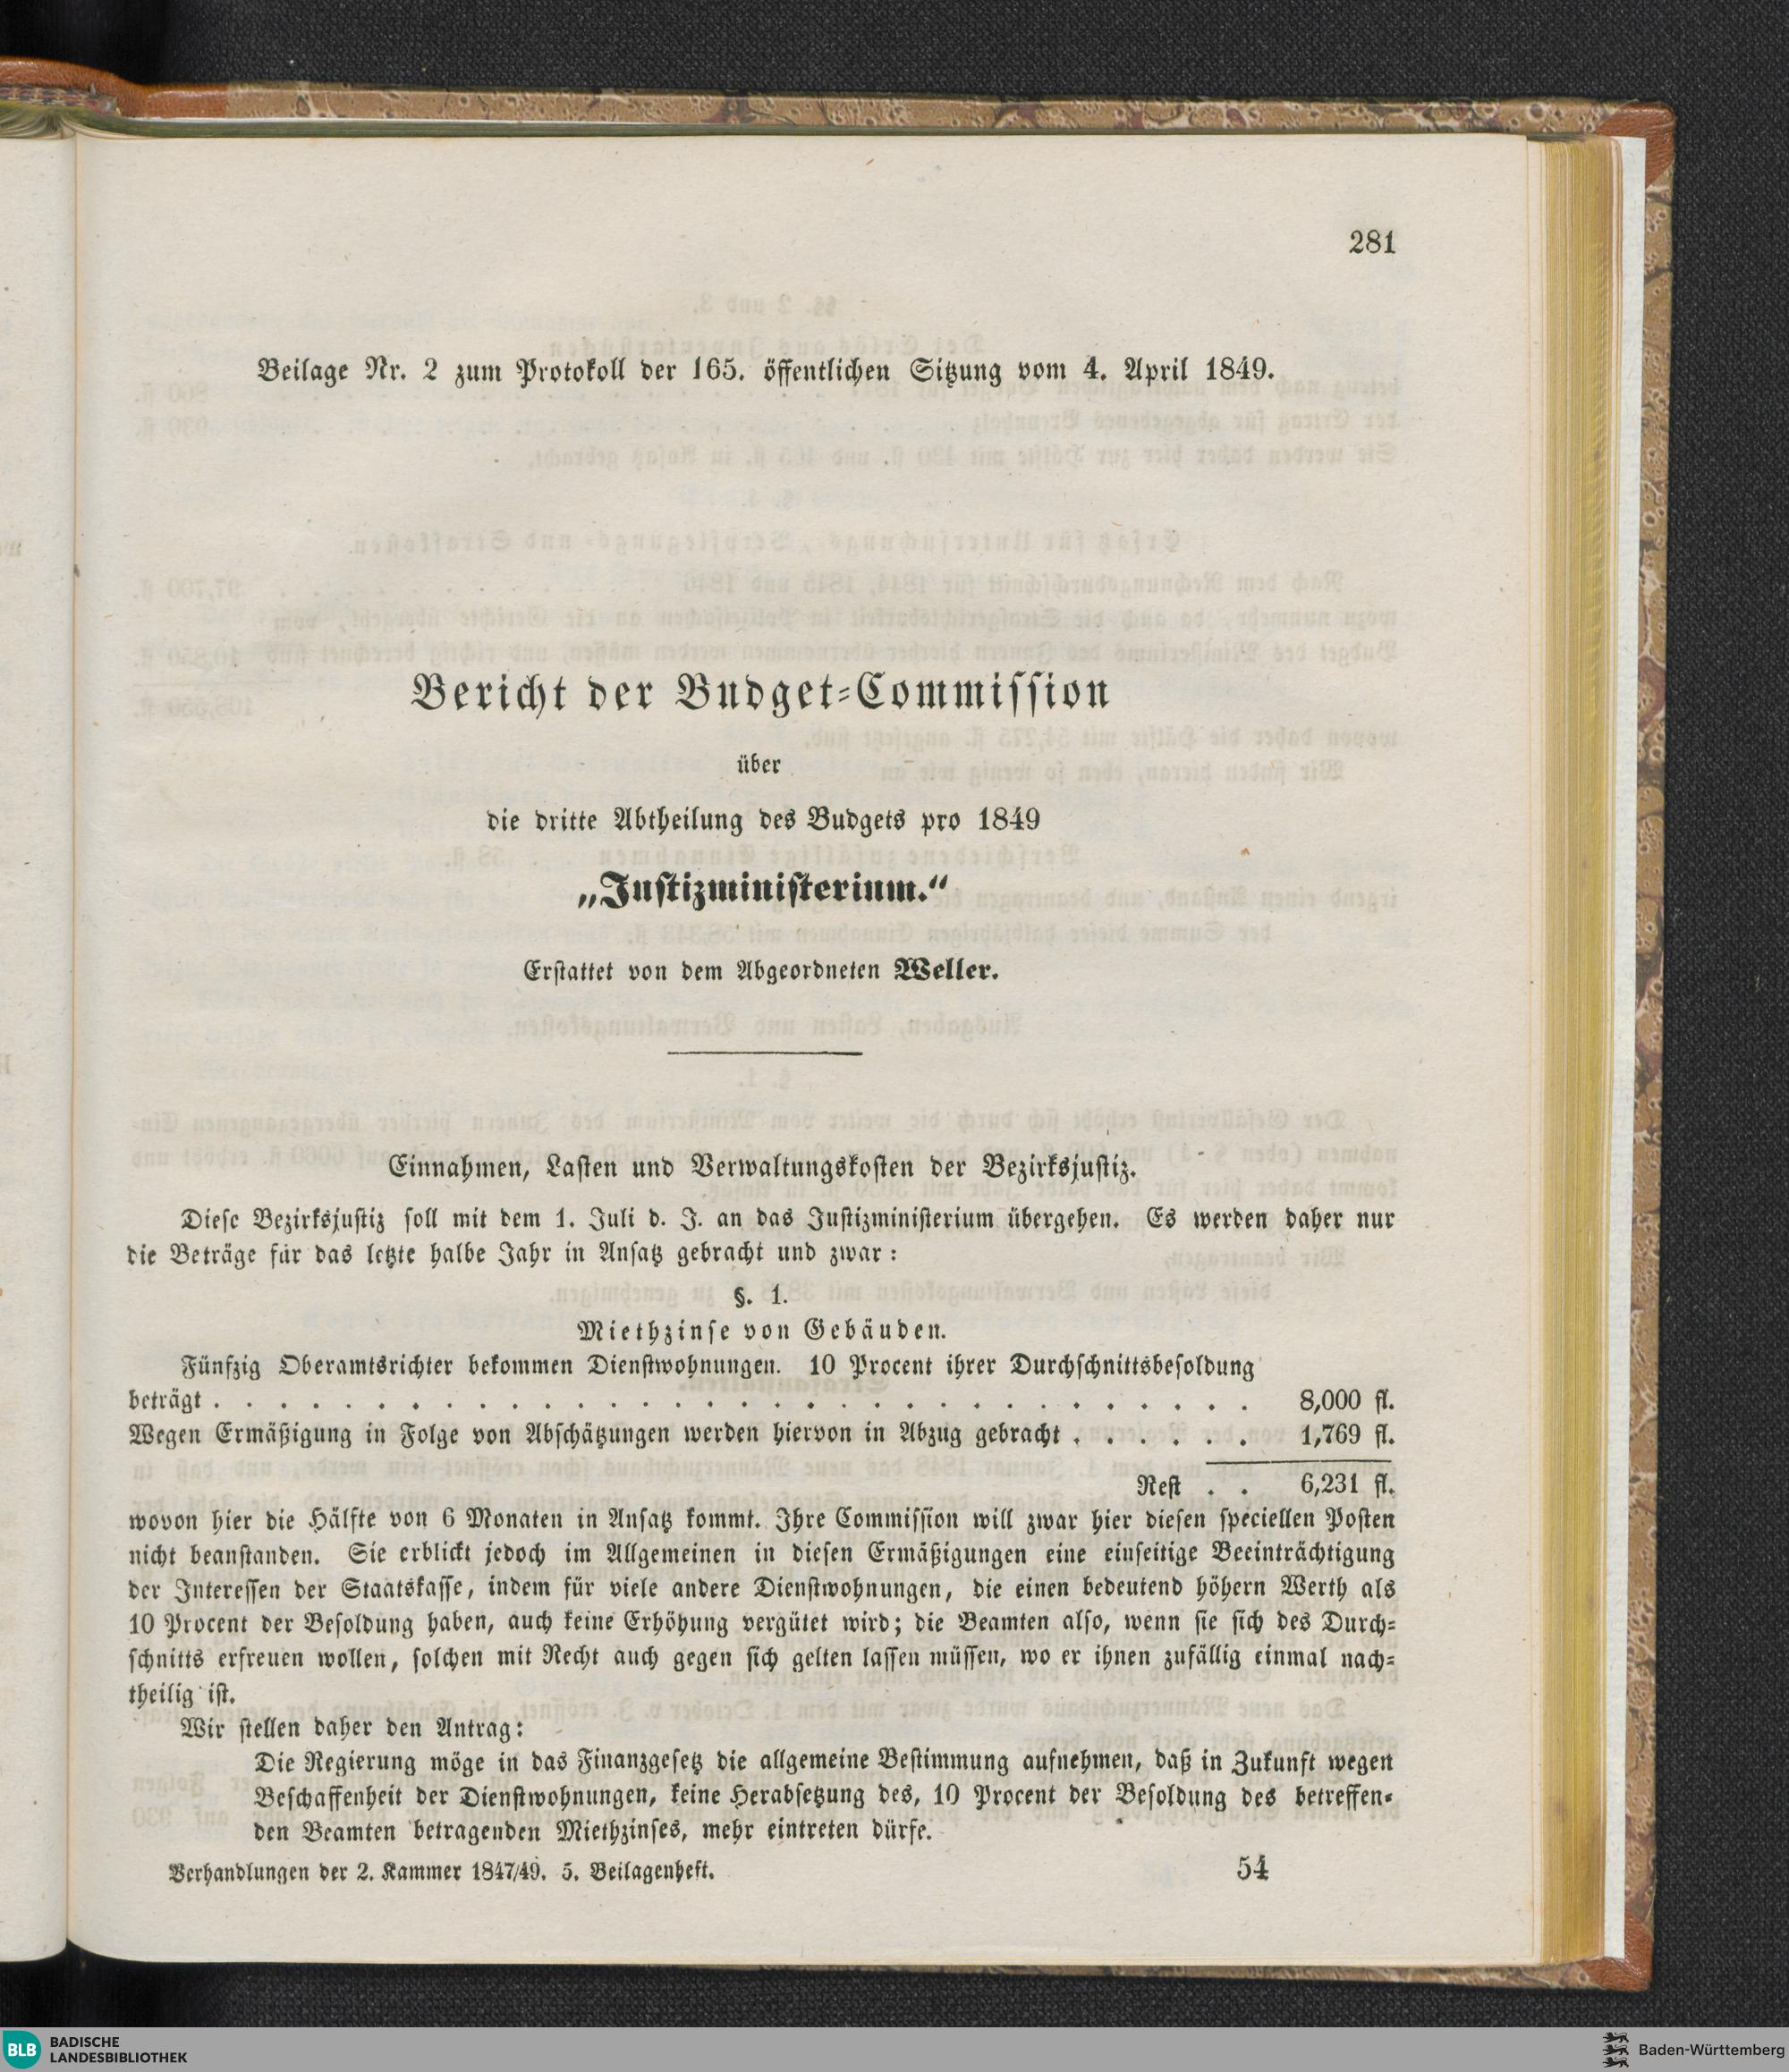 281
Beilage Nr. 2 zum Protokoll der 165. öffentlichen Sitzung vom 4. April 1849.
Bericht der Budget-Commission
über
die dritte Abtheilung des Budgets pro 1849
„Justizministerium.“
Erstattet von dem Abgeordneten Weller.
Einnahmen, Lasten und Verwaltungskosten der Bezirksjustiz.
Diese Bezirksjustiz soll mit dem 1. Juli d. J. an das Justizministerium übergehen. Es werden daher nur
die Beträge für das letzte halbe Jahr in Ansatz gebracht und zwar:
§. 1.
Miethzinse von Gebäuden.
Fünfzig Oberamtsrichter bekommen Dienstwohnungen. 10 Procent ihrer Durchschnittsbesoldung
beträgt . . . . . . . . . . . . . . . . . . . . . . . . . . . . . . . 8,000 fl.
Wegen Ermäßigung in Folge von Abschätzungen werden hiervon in Abzug gebracht . . . . . . . 1,769 fl.
Rest . . 6,231 fl.
wovon hier die Hälfte von 6 Monaten in Ansatz kommt. Ihre Commission will zwar hier diesen speciellen Posten
nicht beanstanden. Sie erblickt jedoch im Allgemeinen in diesen Ermäßigungen eine einseitige Beeinträchtigung
der Interessen der Staatskasse, indem für viele andere Dienstwohnungen, die einen bedeutend höhern Werth als
10 Procent der Besoldung haben, auch keine Erhöhung vergütet wird; die Beamten also, wenn sie sich des Durch-
schnitts erfreuen wollen, solchen mit Recht auch gegen sich gelten lassen müssen, wo er ihnen zufällig einmal nach-
theilig ist.
Wir stellen daher den Antrag:
Die Regierung möge in das Finanzgesetz die allgemeine Bestimmung aufnehmen, daß in Zukunft wegen
Beschaffenheit der Dienstwohnungen, keine Herabsetzung des, 10 Procent der Besoldung des betreffen-
den Beamten betragenden Miethzinses, mehr eintreten dürfe.
Verhandlungen der 2. Kammer 1847/49. 5. Beilagenheft. 54
BLB BADISCHE
LANDESBIBLIOTHEK
Baden-Württemberg